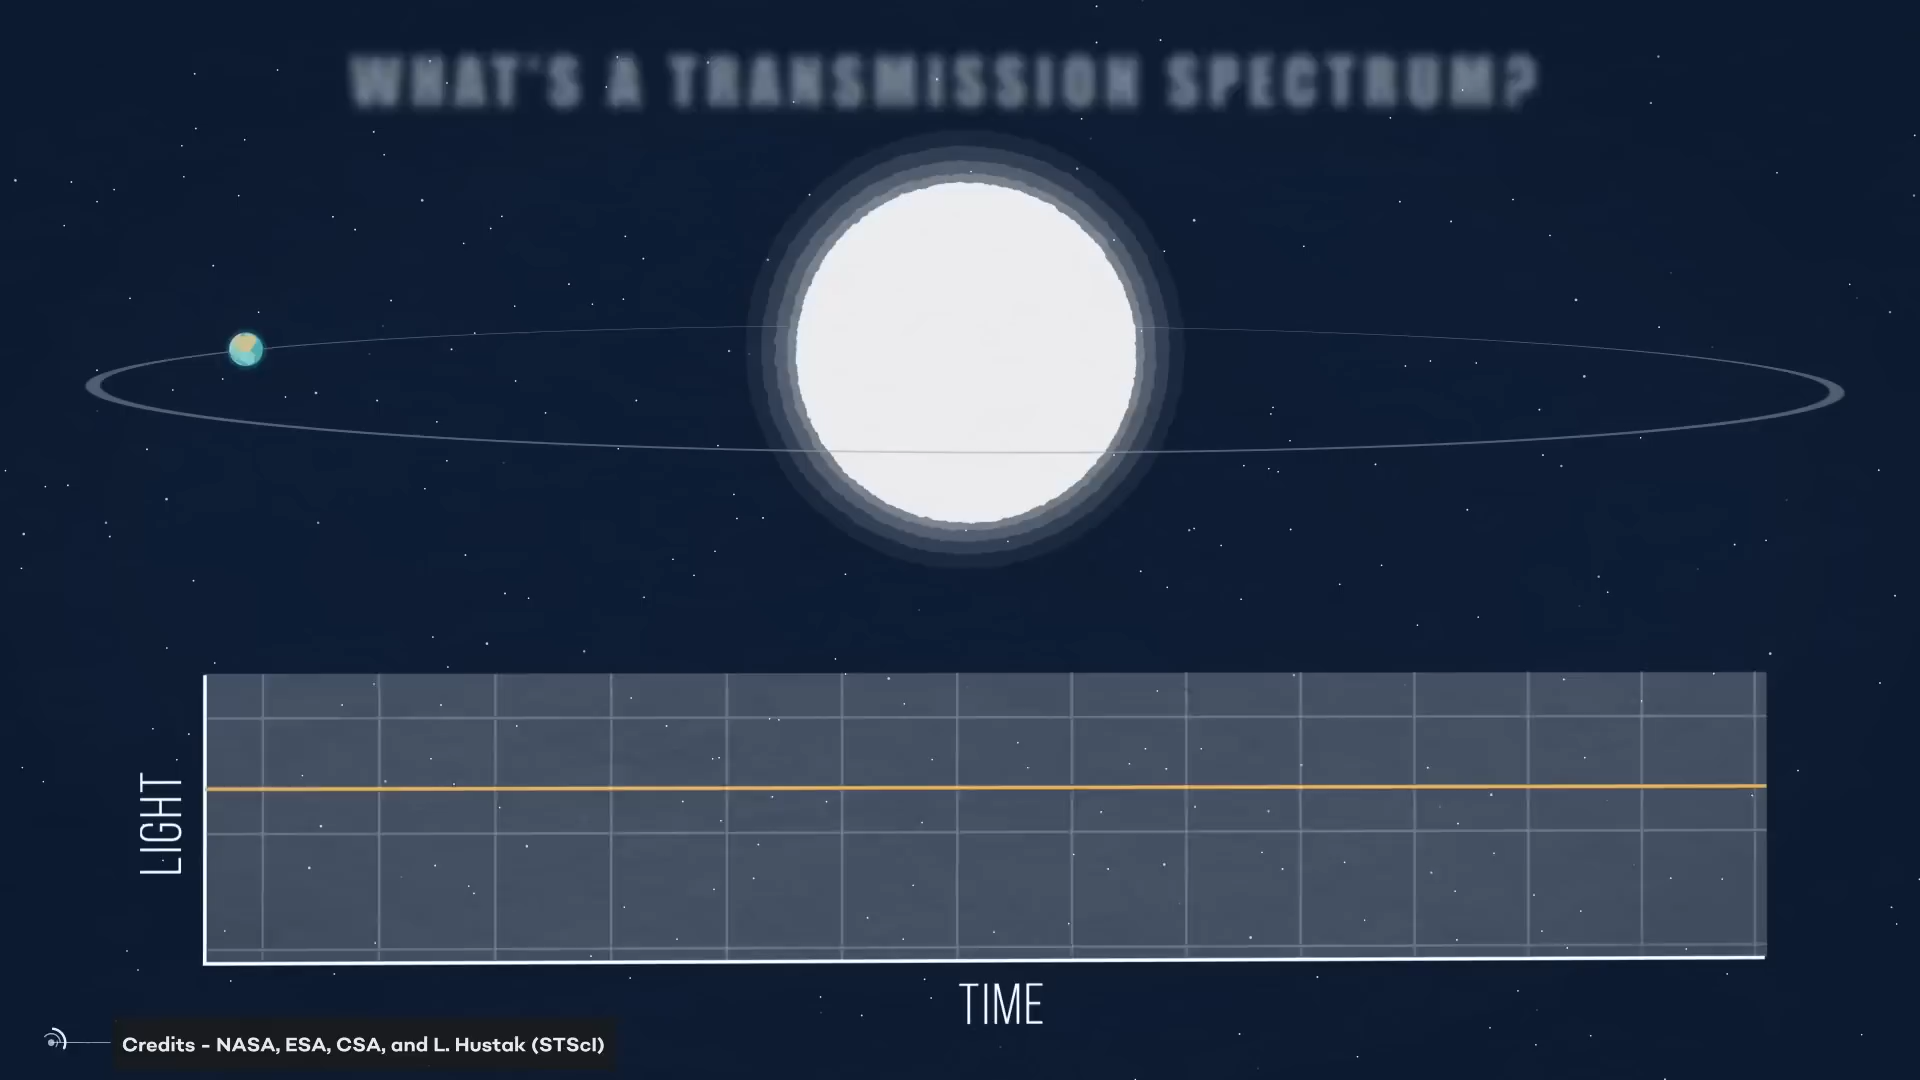 WHAT'S A TRANSMISSION SPECTRUM?
LIGHT
TIME
Credits - NASA, ESA, CSA, and L. Hustak (STScI)